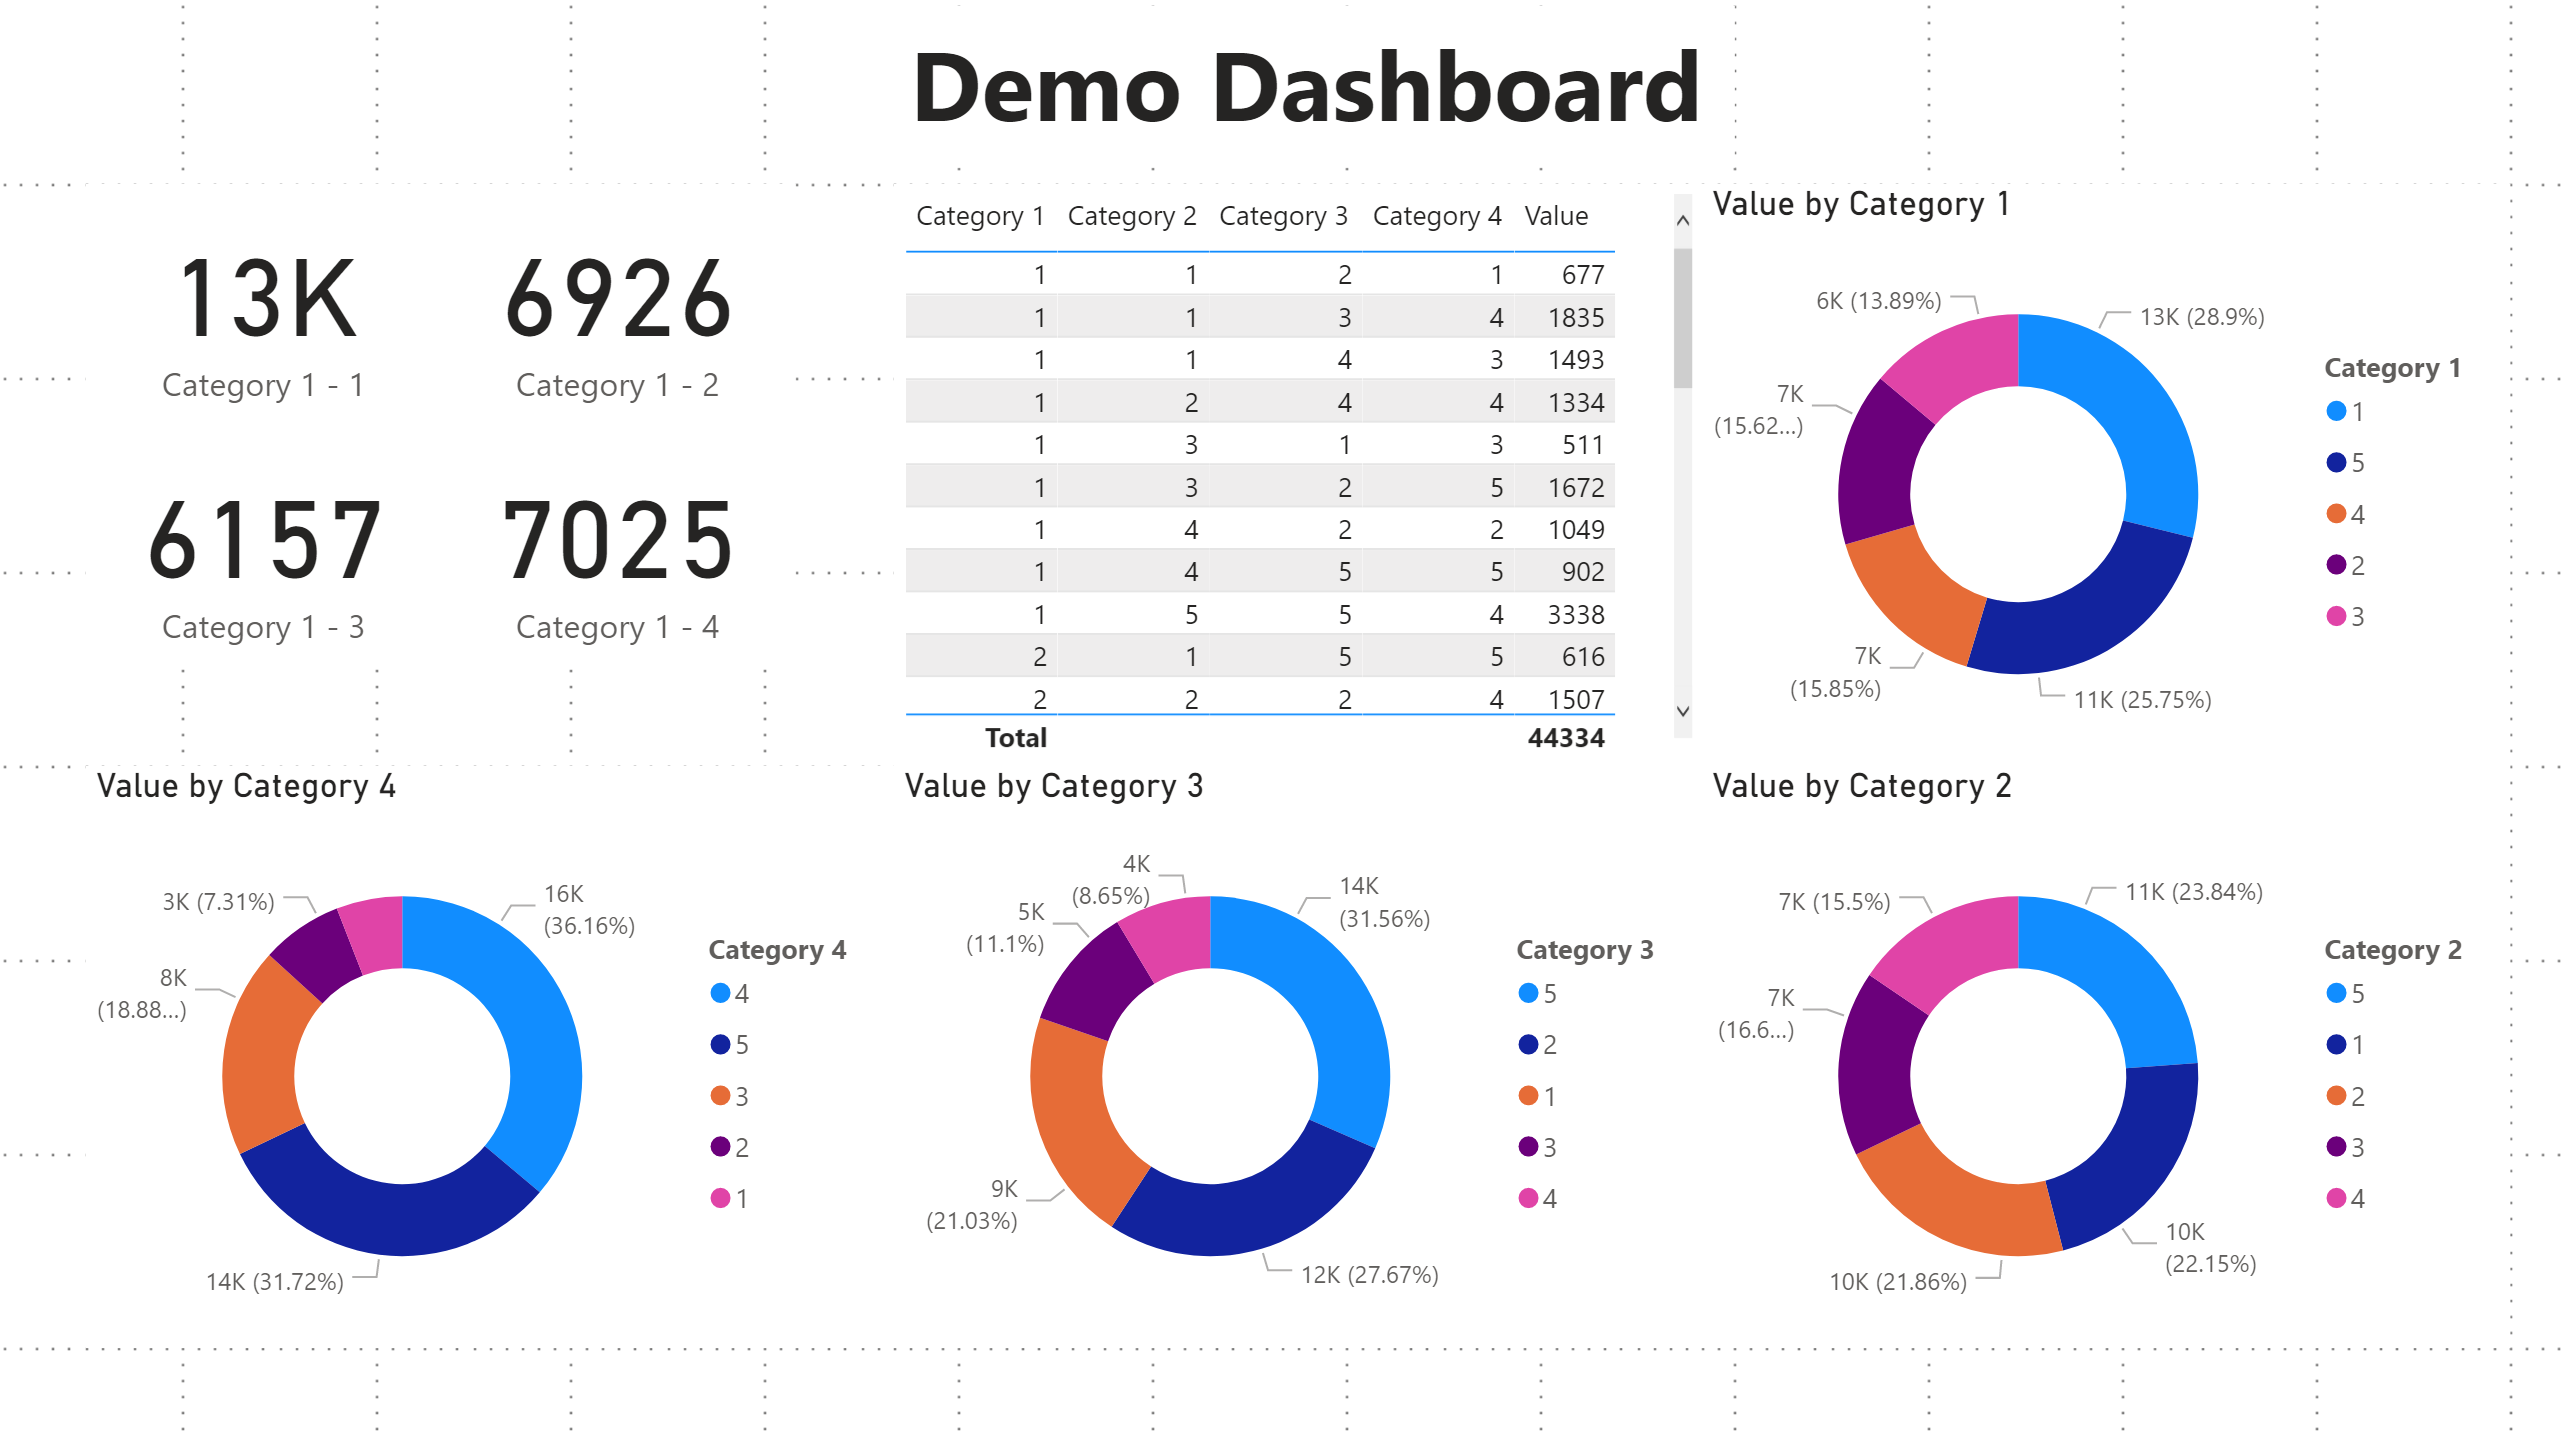 Demo Dashboard
13K
Category 1 - 1
6926
Category 1 - 2
6157
Category 1 - 3
7025
Category 1 - 4
Category 1 Category 2 Category 3 Category 4 Value
1 1 2 1 677
1 1 3 4 1835
1 1 4 3 1493
1 2 4 4 1334
1 3 1 3 511
1 3 2 5 1672
1 4 2 2 1049
1 4 5 5 902
1 5 5 4 3338
2 1 5 5 616
2 2 2 4 1507
Total 44334
Value by Category 1
6K (13.89%)
13K (28.9%)
7K
(15.62...)
7K
(15.85%)
11K (25.75%)
Category 1
1
5
4
2
3
Value by Category 4
3K (7.31%)
16K
(36.16%)
8K
(18.88...)
14K (31.72%)
Category 4
4
5
3
2
1
Value by Category 3
4K
(8.65%)
14K
(31.56%)
5K
(11.1%)
9K
(21.03%)
12K (27.67%)
Category 3
5
2
1
3
4
Value by Category 2
7K (15.5%)
11K (23.84%)
7K
(16.6...)
10K
(22.15%)
10K (21.86%)
Category 2
5
1
2
3
4